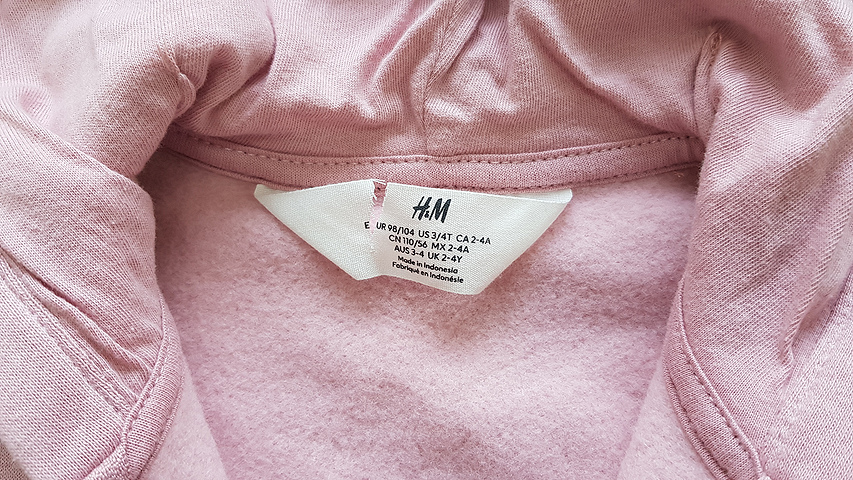 H&M
EUR 98/104 US 3/4T CA 2-4A
CN 110/56 MX 2-4A
AUS 3-4 UK 2-4Y
Made in Indonesia
Fabriqué en Indonésie